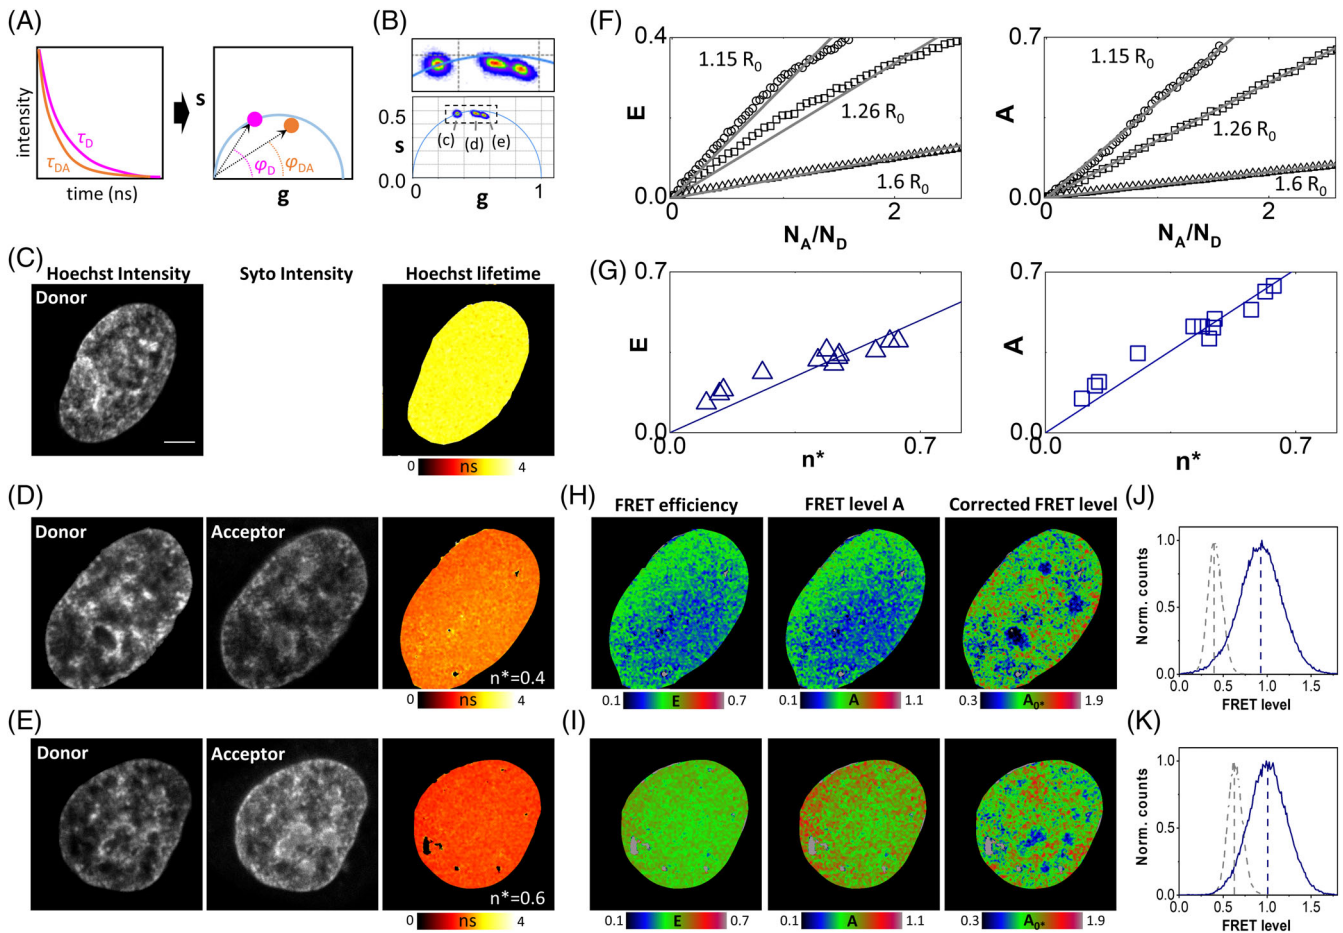 (A)
intensity
τD
τDA
time (ns)
s
φD
φDA
g
(B)
0.5
s
0.0
(c)
(d)
(e)
0
1
g
(F)
E
0.4
0.0
1.15 R0
1.26 R0
1.6 R0
0
2
NA/ND
A
0.7
0.0
1.15 R0
1.26 R0
1.6 R0
0
2
NA/ND
(C)
Hoechst Intensity
Syto Intensity
Hoechst lifetime
Donor
0
ns
4
(G)
E
0.7
0.0
0.0
0.7
n*
A
0.7
0.0
0.0
0.7
n*
(D)
Donor
Acceptor
n*=0.4
0
ns
4
(H)
FRET efficiency
FRET level A
Corrected FRET level
0.1
E
0.7
0.1
A
1.1
0.3
A0*
1.9
(J)
Norm. counts
1.0
0.5
0.0
0.0
0.5
1.0
1.5
FRET level
(E)
Donor
Acceptor
n*=0.6
0
ns
4
(I)
0.1
E
0.7
0.1
A
1.1
0.3
A0*
1.9
(K)
Norm. counts
1.0
0.5
0.0
0.0
0.5
1.0
1.5
FRET level